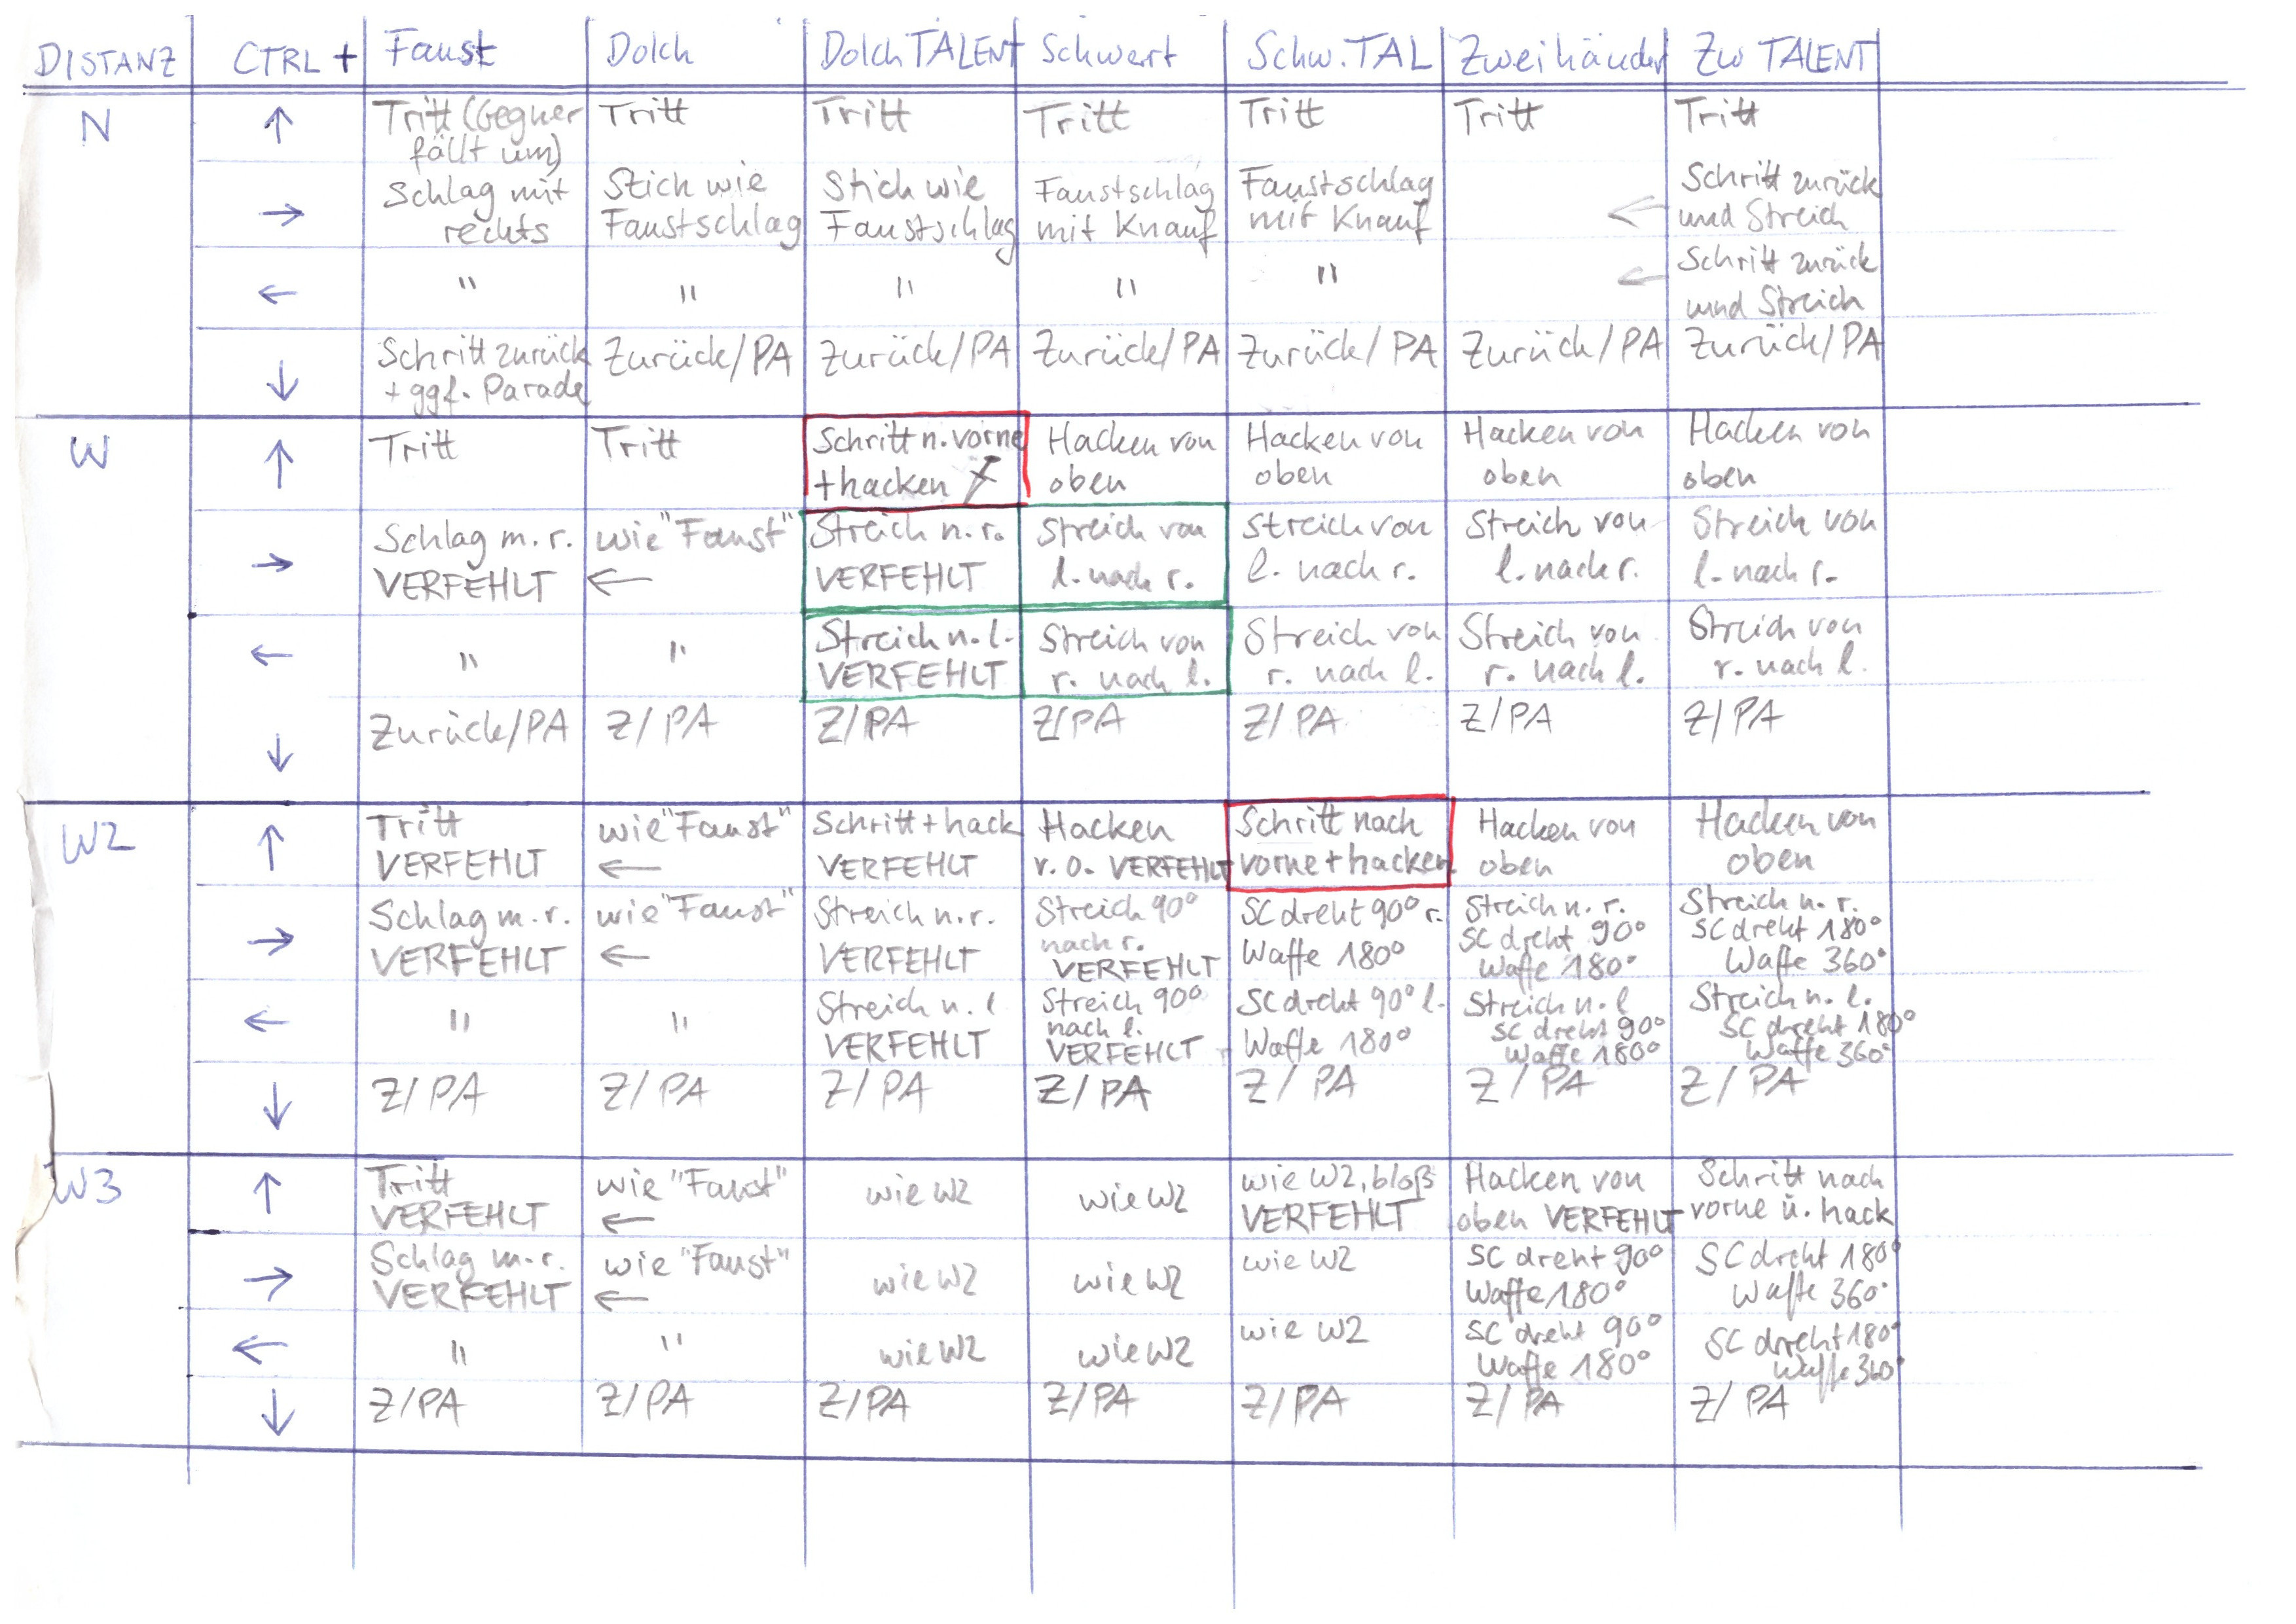 DISTANZ CTRL + Faust Dolch Dolch TALENT Schwert Schw. TAL Zweihänder Zw TALENT
N ↑ Tritt (Gegner Tritt Tritt Tritt Tritt Tritt Tritt
fällt um)
→ Schlag mit Stich wie Stich wie Faustschlag Faustschlag Schritt zurück
rechts Faustschlag Faustschlag mit Knauf mit Knauf ← und Streich
← " " " " " ← Schritt zurück
und Streich
↓ Schritt zurück Zurück/PA Zurück/PA Zurück/PA Zurück/PA Zurück/PA Zurück/PA
+ ggf. Parade
W ↑ Tritt Tritt Schritt n. vorne Hacken von Hacken von Hacken von Hacken von
+ hacken oben oben oben oben
→ Schlag m. r. wie "Faust" Streich n. r. Streich von Streich von Streich von Streich von
VERFEHLT ← VERFEHLT l. nach r. l. nach r. l. nach r. l. nach r.
← " " Streich n. l. Streich von Streich von Streich von Streich von
VERFEHLT r. nach l. r. nach l. r. nach l. r. nach l.
↓ Zurück/PA Z/PA Z/PA Z/PA Z/PA Z/PA Z/PA
W2 ↑ Tritt wie "Faust" Schritt + hack Hacken Schritt nach Hacken von Hacken von
VERFEHLT ← VERFEHLT v. o. VERFEHLT vorne + hacken oben oben
→ Schlag m. r. wie "Faust" Streich n. r. Streich 90° SC dreht 90° r. Streich n. r. Streich n. r.
VERFEHLT ← VERFEHLT nach r. Waffe 180° SC dreht 90° SC dreht 180°
VERFEHLT Waffe 180° Waffe 360°
← " " Streich n. l Streich 90° SC dreht 90° l. Streich n. l Streich n. l.
VERFEHLT nach l. Waffe 180° SC dreht 90° SC dreht 180°
VERFEHLT Waffe 180° Waffe 360°
↓ Z/PA Z/PA Z/PA Z/PA Z/PA Z/PA Z/PA
W3 ↑ Tritt wie "Faust" wie W2 wie W2 wie W2, bloß Hacken von Schritt nach
VERFEHLT ← VERFEHLT oben VERFEHLT vorne u. hack
→ Schlag m. r. wie "Faust" wie W2 wie W2 wie W2 SC dreht 90° SC dreht 180°
VERFEHLT ← Waffe 180° Waffe 360°
← " " wie W2 wie W2 wie W2 SC dreht 90° SC dreht 180°
Waffe 180° Waffe 360°
↓ Z/PA Z/PA Z/PA Z/PA Z/PA Z/PA Z/PA